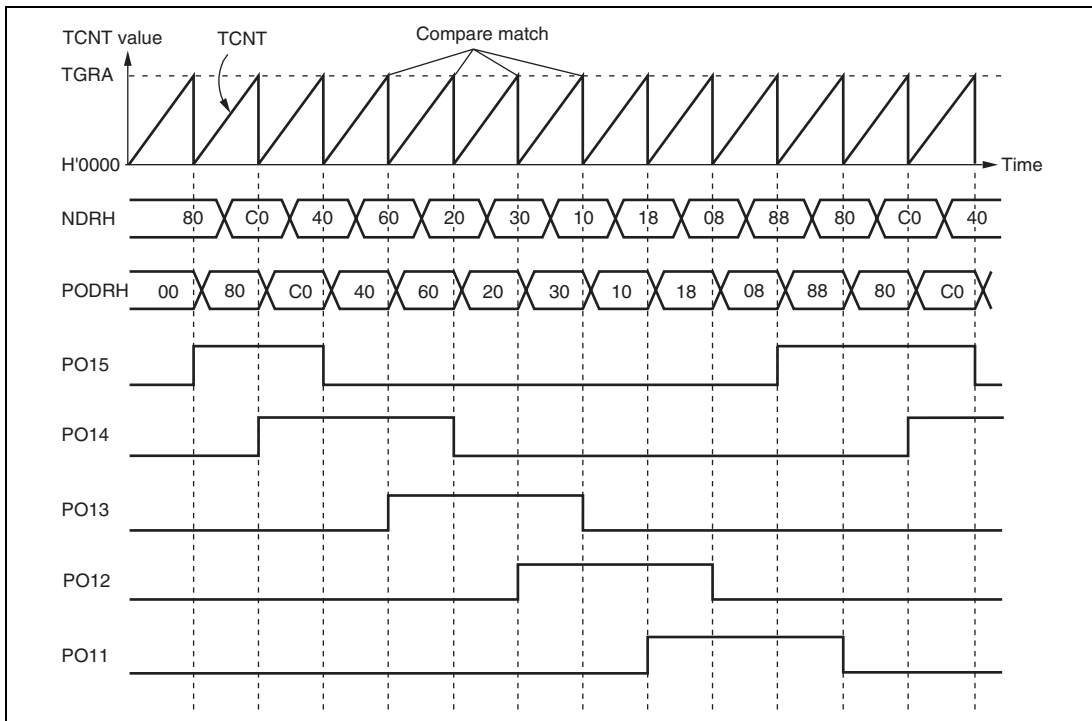 TCNT value
TCNT
Compare match
TGRA
H'0000
Time
NDRH
80 C0 40 60 20 30 10 18 08 88 80 C0 40
PODRH
00 80 C0 40 60 20 30 10 18 08 88 80 C0
PO15
PO14
PO13
PO12
PO11